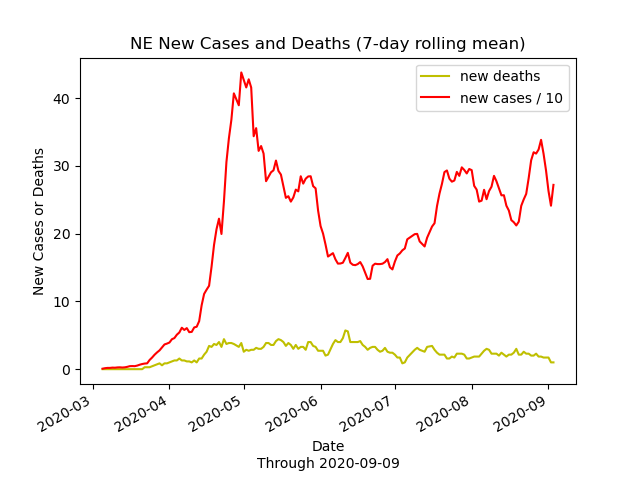 NE New Cases and Deaths (7-day rolling mean)
new deaths
new cases / 10
New Cases or Deaths
40
30
20
10
0
2020-03
2020-04
2020-05
2020-06
2020-07
2020-08
2020-09
Date
Through 2020-09-09